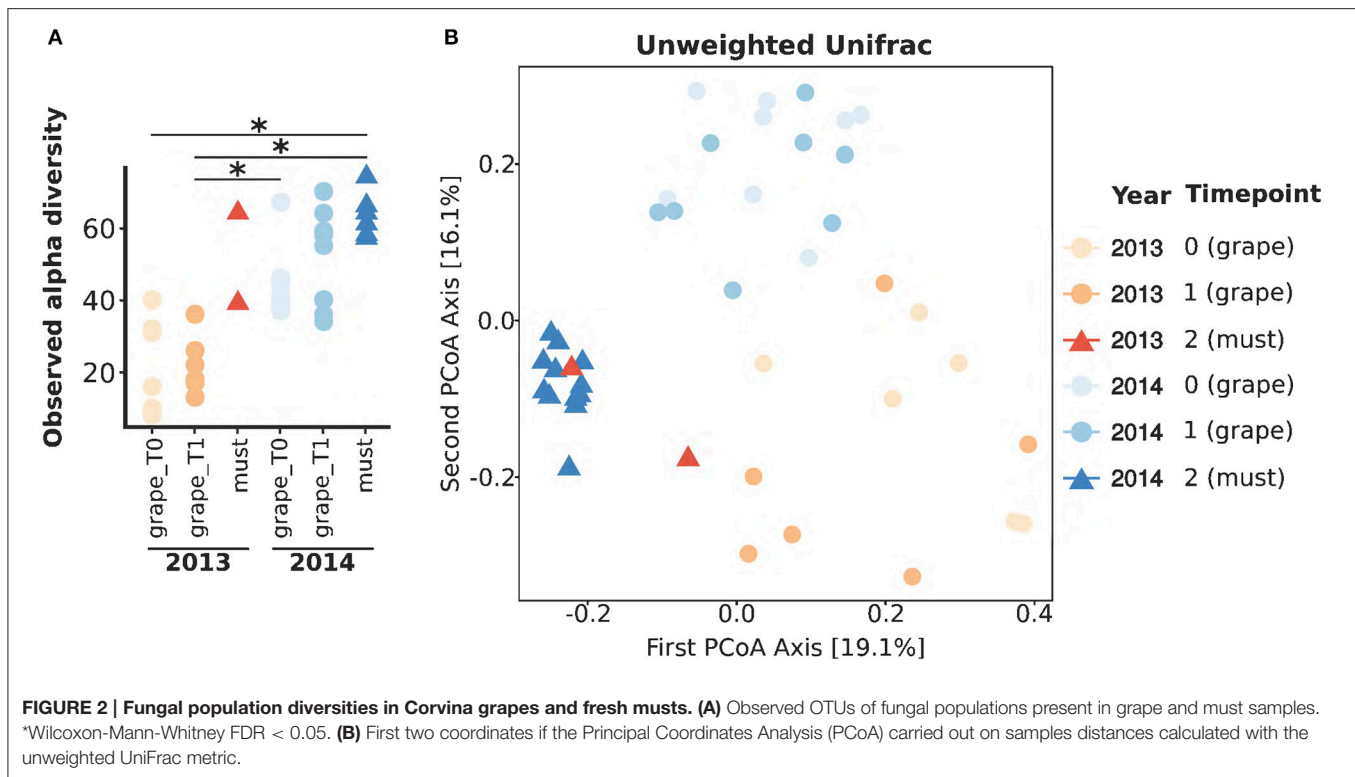 A
B
Unweighted Unifrac
Observed alpha diversity
60
40
20
*
*
*
grape_T0
grape_T1
must
grape_T0
grape_T1
must
2013
2014
Second PCoA Axis [16.1%]
0.2
0.0
-0.2
-0.2
0.0
0.2
0.4
First PCoA Axis [19.1%]
Year Timepoint
2013 0 (grape)
2013 1 (grape)
2013 2 (must)
2014 0 (grape)
2014 1 (grape)
2014 2 (must)
FIGURE 2 | Fungal population diversities in Corvina grapes and fresh musts. (A) Observed OTUs of fungal populations present in grape and must samples.
*Wilcoxon-Mann-Whitney FDR < 0.05. (B) First two coordinates if the Principal Coordinates Analysis (PCoA) carried out on samples distances calculated with the
unweighted UniFrac metric.